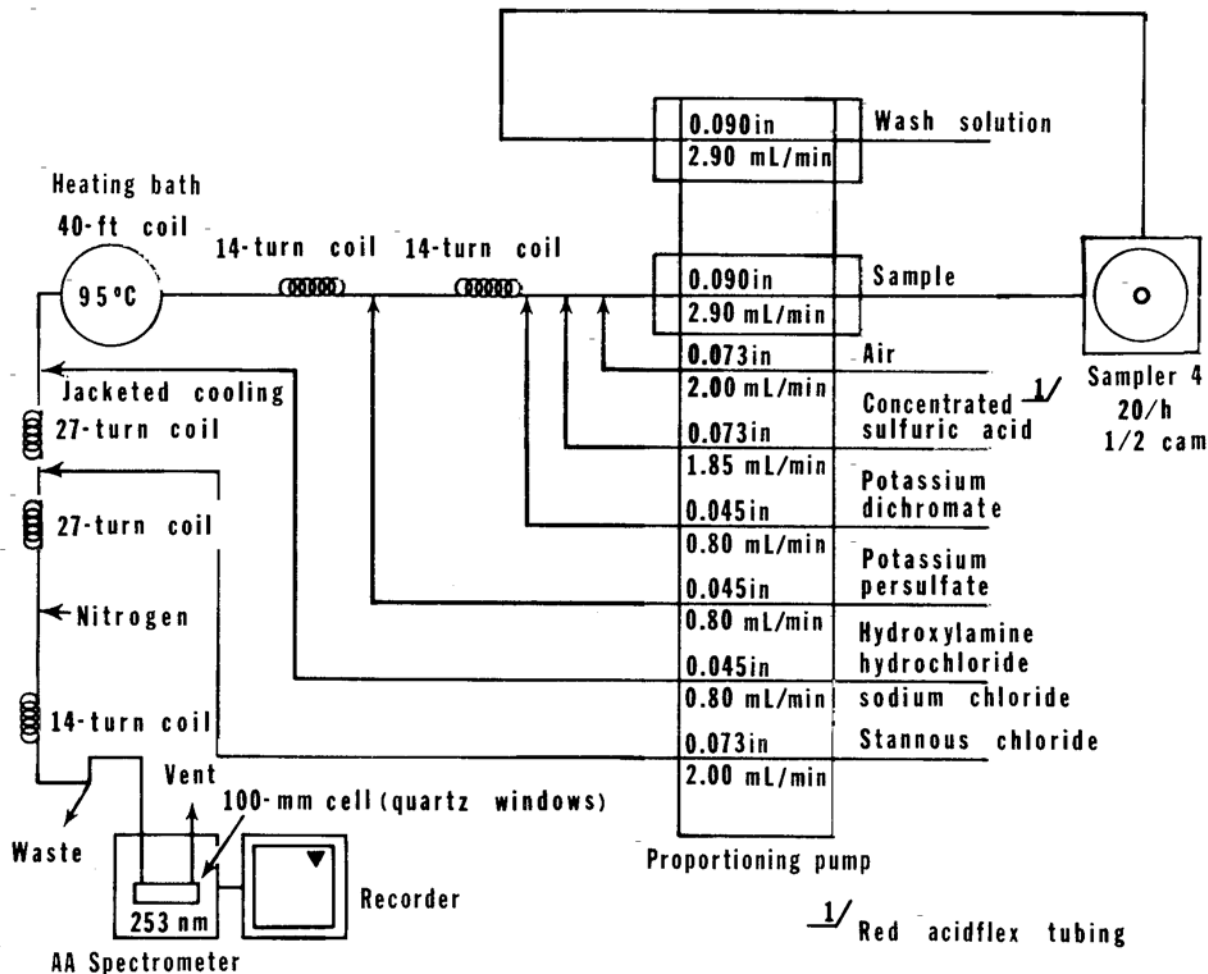 0.090in
Wash solution
2.90 mL/min
Heating bath
40-ft coil
95°C
14-turn coil
14-turn coil
0.090in
Sample
2.90 mL/min
0.073in
Air
2.00 mL/min
Sampler 4
20/h
1/2 cam
Concentrated 1/
sulfuric acid
0.073in
1.85 mL/min
Potassium
dichromate
0.045in
0.80 mL/min
Potassium
persulfate
0.045in
0.80 mL/min
Hydroxylamine
hydrochloride
sodium chloride
0.045in
0.80 mL/min
Stannous chloride
0.073in
2.00 mL/min
Proportioning pump
1/ Red acidflex tubing
Jacketed cooling
27-turn coil
27-turn coil
Nitrogen
14-turn coil
Vent
100-mm cell (quartz windows)
Waste
253 nm
Recorder
AA Spectrometer